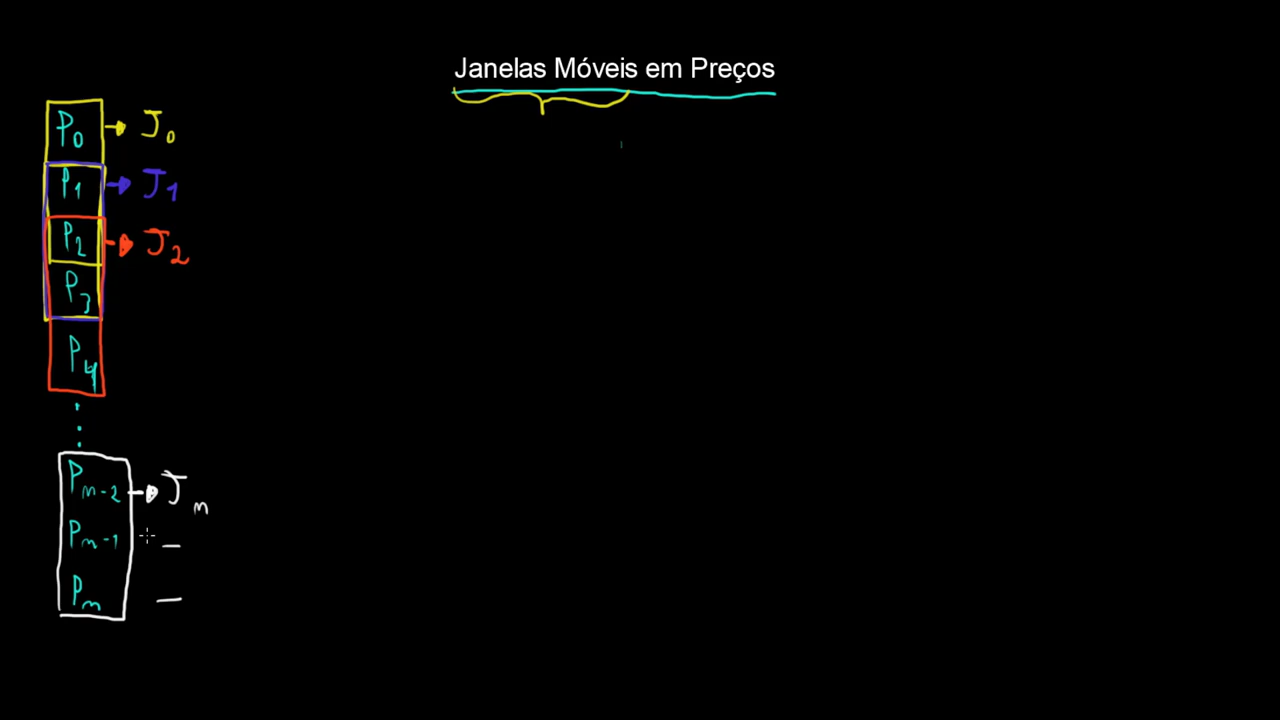 Janelas Móveis em Preços
P0 → J0
P1 → J1
P2 → J2
P3
P4
⋮
Pm-2 → Jm
Pm-1 –
Pm –